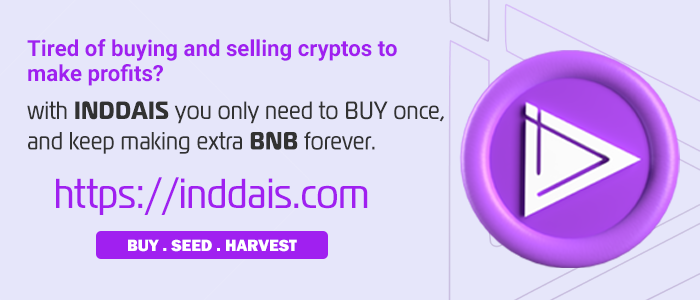 Tired of buying and selling cryptos to
make profits?
with INDDAIS you only need to BUY once,
and keep making extra BNB forever.
https://inddais.com
BUY . SEED . HARVEST